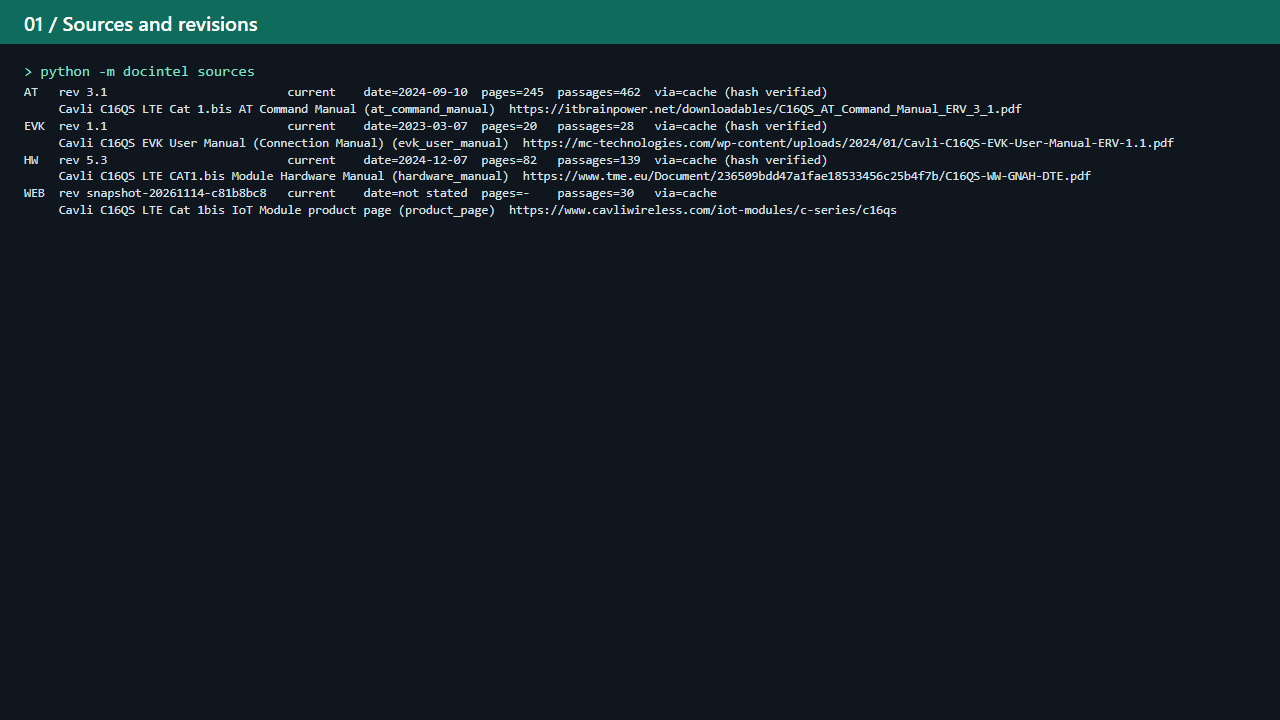 01 / Sources and revisions
> python -m docintel sources
AT   rev 3.1                          current    date=2024-09-10  pages=245  passages=462  via=cache (hash verified)
     Cavli C16QS LTE Cat 1.bis AT Command Manual (at_command_manual)  https://itbrainpower.net/downloadables/C16QS_AT_Command_Manual_ERV_3_1.pdf
EVK  rev 1.1                          current    date=2023-03-07  pages=20   passages=28   via=cache (hash verified)
     Cavli C16QS EVK User Manual (Connection Manual) (evk_user_manual)  https://mc-technologies.com/wp-content/uploads/2024/01/Cavli-C16QS-EVK-User-Manual-ERV-1.1.pdf
HW   rev 5.3                          current    date=2024-12-07  pages=82   passages=139  via=cache (hash verified)
     Cavli C16QS LTE CAT1.bis Module Hardware Manual (hardware_manual)  https://www.tme.eu/Document/236509bdd47a1fae18533456c25b4f7b/C16QS-WW-GNAH-DTE.pdf
WEB  rev snapshot-20261114-c81b8bc8   current    date=not stated  pages=-    passages=30   via=cache
     Cavli C16QS LTE Cat 1bis IoT Module product page (product_page)  https://www.cavliwireless.com/iot-modules/c-series/c16qs